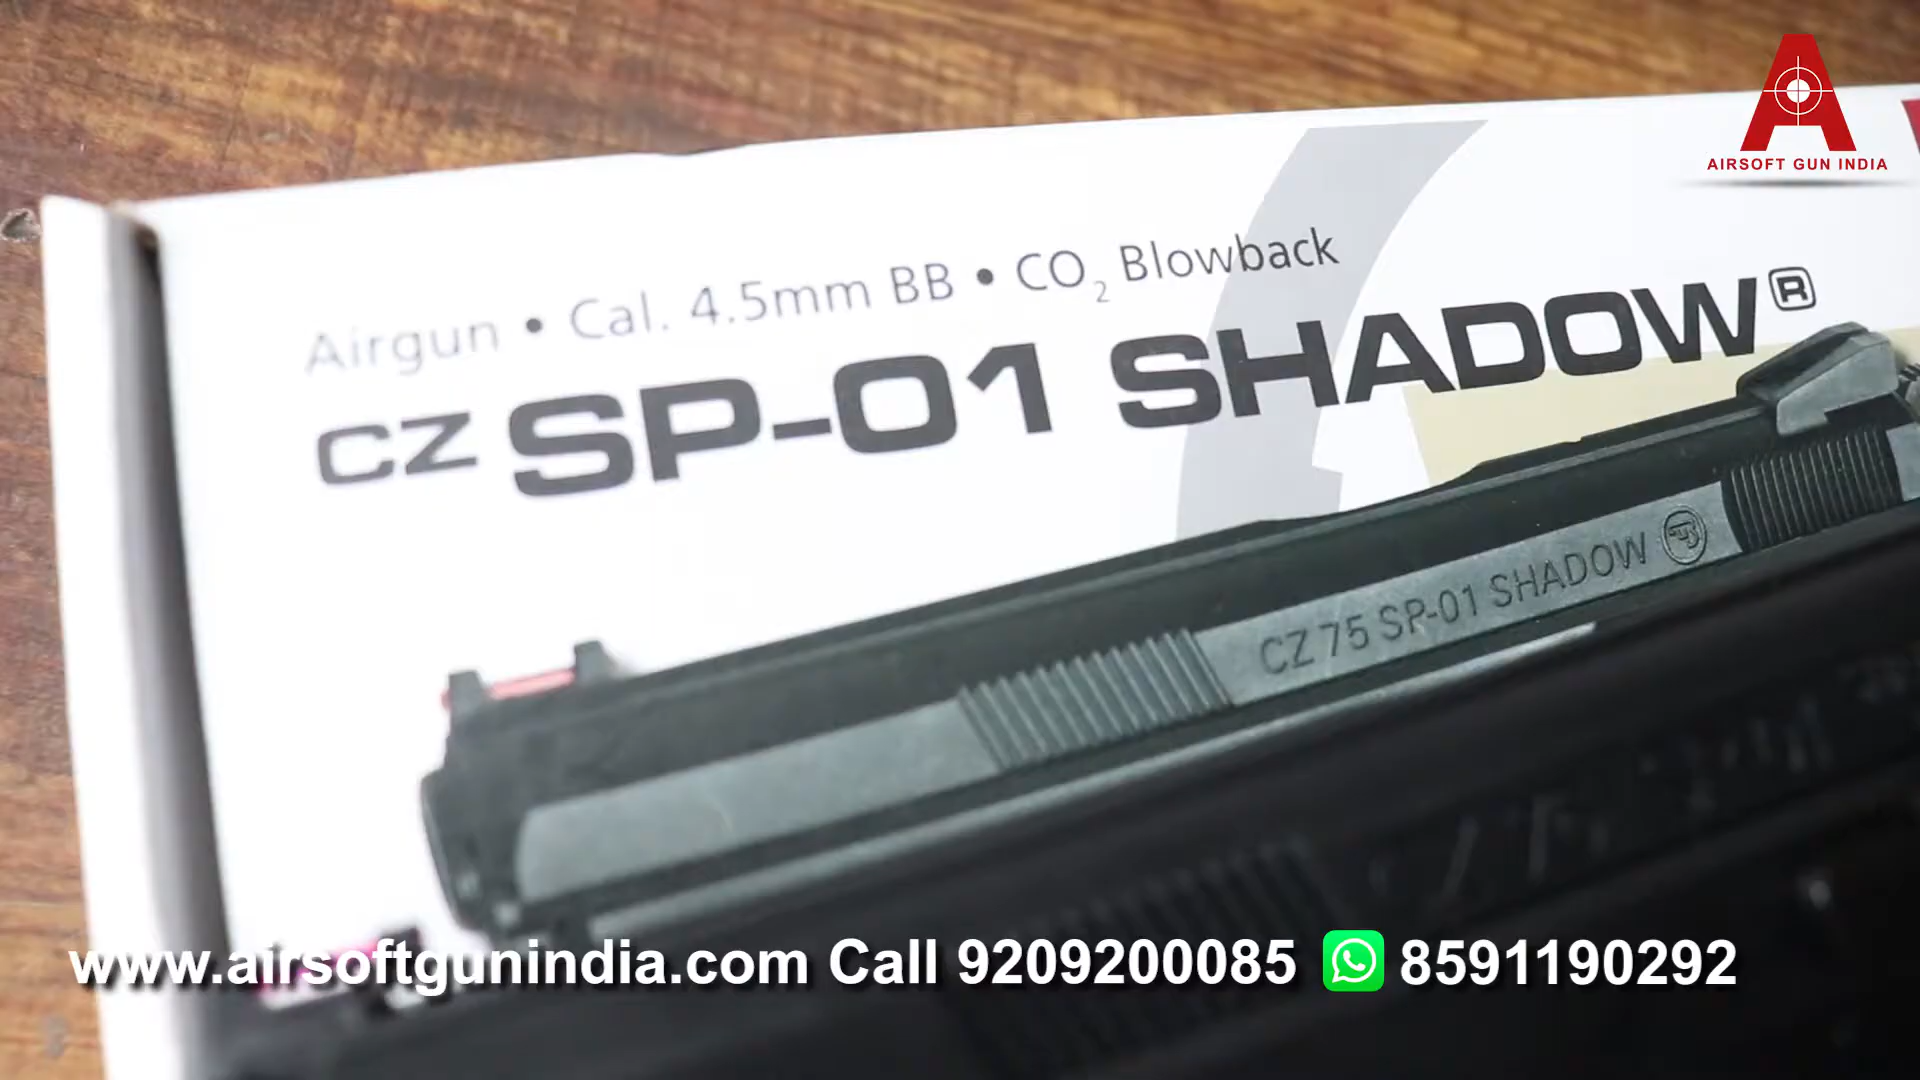 AIRSOFT GUN INDIA
Airgun • Cal. 4.5mm BB • CO₂ Blowback
CZ SP-01 SHADOW®
CZ 75 SP-01 SHADOW
www.airsoftgunindia.com Call 9209200085 8591190292